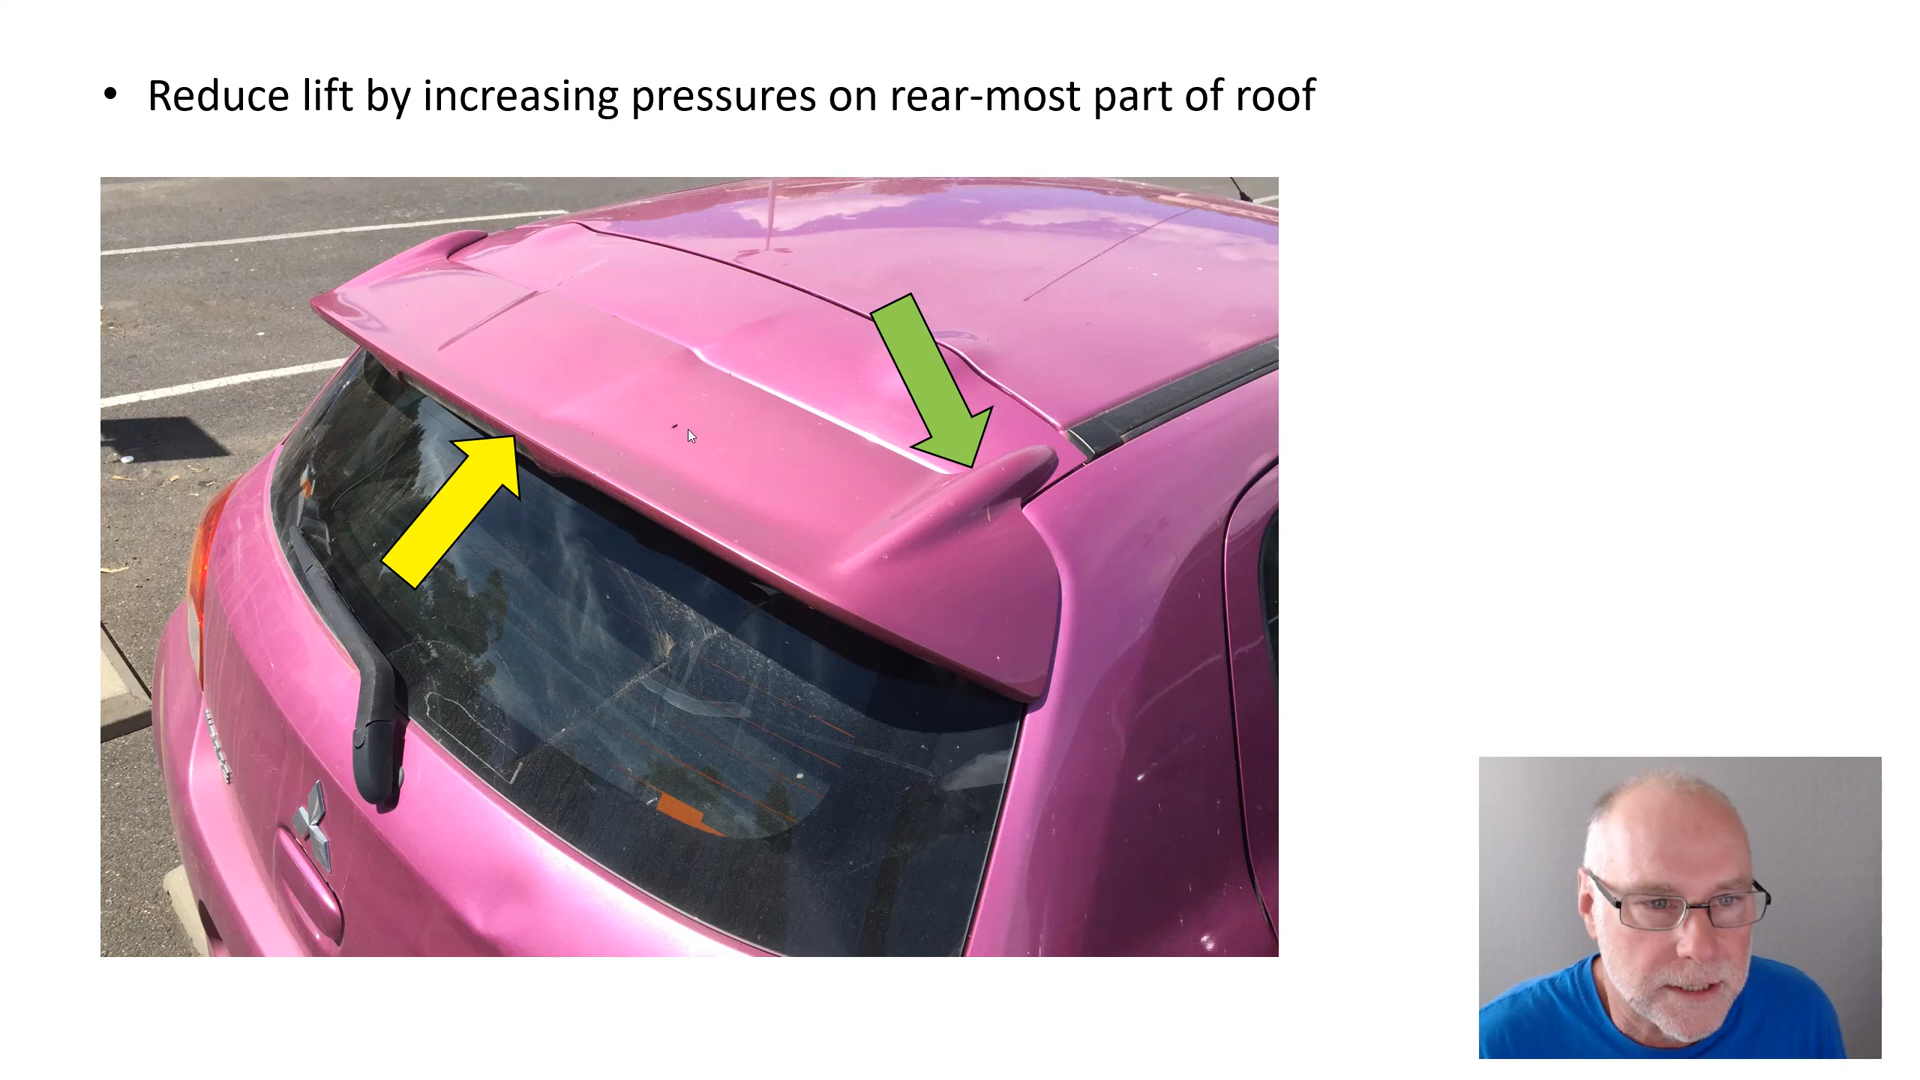 • Reduce lift by increasing pressures on rear-most part of roof